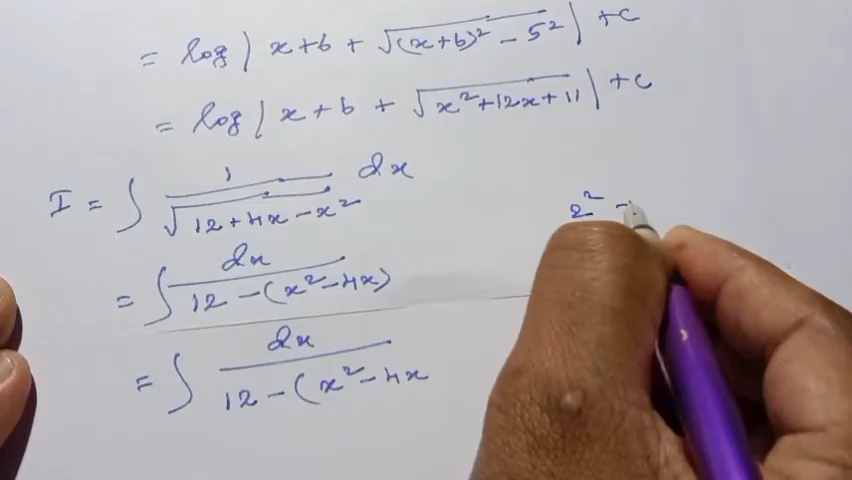 = log | x+6 + √(x+6)² - 5² | + c
= log | x + 6 + √x² + 12x + 11 | + c
I = ∫ 1/√12 + 4x - x² dx
2² =
= ∫ dx/12 - (x² - 4x)
= ∫ dx/12 - (x² - 4x